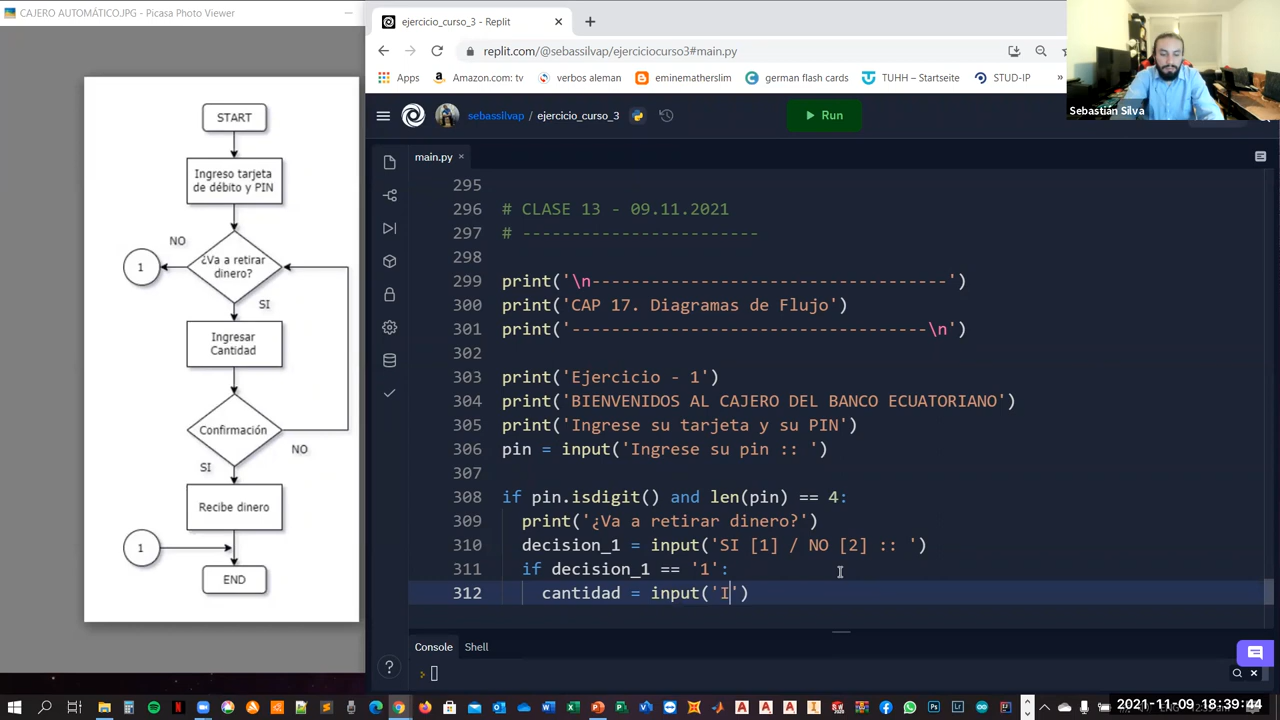 CAJERO AUTOMÁTICO.JPG - Picasa Photo Viewer
START
Ingreso tarjeta
de débito y PIN
NO
¿Va a retirar
dinero?
1
SI
Ingresar
Cantidad
Confirmación
NO
SI
Recibe dinero
1
END
ejercicio_curso_3 - Replit
replit.com/@sebassilvap/ejerciciocurso3#main.py
Apps
Amazon.com: tv
verbos aleman
eminematherslim
german flash cards
TUHH – Startseite
STUD-IP
»
Sebastián Silva
sebassilvap / ejercicio_curso_3
Run
main.py
295
296 # CLASE 13 - 09.11.2021
297 # ------------------------
298
299 print('\n------------------------------------')
300 print('CAP 17. Diagramas de Flujo')
301 print('------------------------------------\n')
302
303 print('Ejercicio - 1')
304 print('BIENVENIDOS AL CAJERO DEL BANCO ECUATORIANO')
305 print('Ingrese su tarjeta y su PIN')
306 pin = input('Ingrese su pin :: ')
307
308 if pin.isdigit() and len(pin) == 4:
309 print('¿Va a retirar dinero?')
310 decision_1 = input('SI [1] / NO [2] :: ')
311 if decision_1 == '1':
312 cantidad = input('I')
Console
Shell
2021-11-09 18:39:44